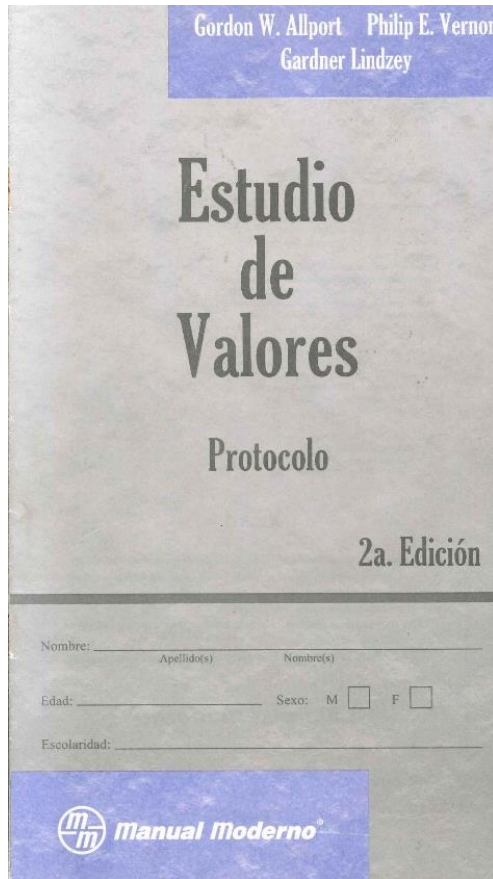 Gordon W. Allport Philip E. Vernon
Gardner Lindzey
Estudio
de
Valores
Protocolo
2a. Edición
Nombre:
Apellido(s) Nombre(s)
Edad: Sexo: M F
Escolaridad:
mm Manual Moderno®